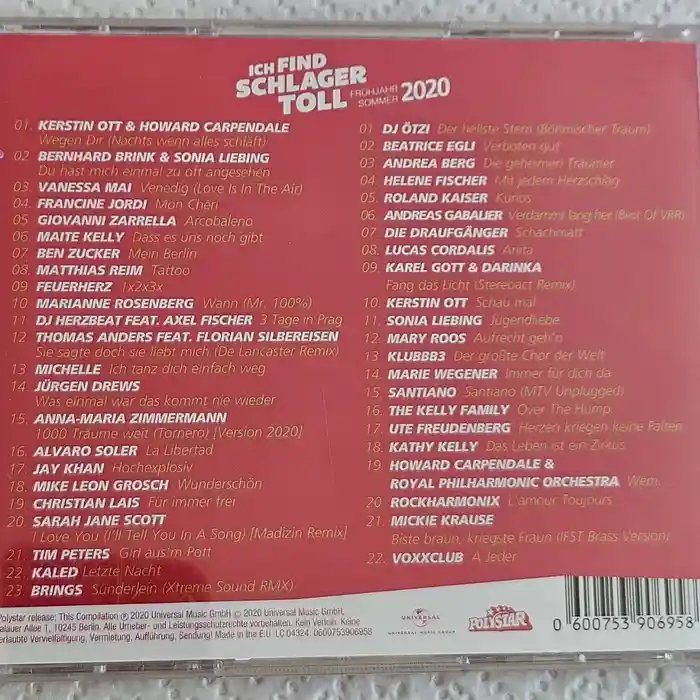 ICH FIND
SCHLAGER
TOLL
FRÜHJAHR
SOMMER 2020
01. KERSTIN OTT & HOWARD CARPENDALE
Wegen Dir (Nachts wenn alles schläft)
02 BERNHARD BRINK & SONIA LIEBING
Du hast mich einmal zu oft angesehen
03. VANESSA MAI Venedig (Love Is In The Air)
04. FRANCINE JORDI Mon Chéri
05 GIOVANNI ZARRELLA Arcobaleno
06. MAITE KELLY Dass es uns noch gibt
07 BEN ZUCKER Mein Berlin
08. MATTHIAS REIM Tattoo
09 FEUERHERZ 1x2x3x
10 MARIANNE ROSENBERG Wann (Mr. 100%)
11 DJ HERZBEAT FEAT. AXEL FISCHER 3 Tage in Prag
12 THOMAS ANDERS FEAT. FLORIAN SILBEREISEN
Sie sagte doch sie liebt mich (De Lancaster Remix)
13 MICHELLE Ich tanz dich einfach weg
14 JÜRGEN DREWS
Was einmal war das kommt nie wieder
15. ANNA-MARIA ZIMMERMANN
1000 Träume weit (Tornero) [Version 2020]
16. ALVARO SOLER La Libertad
17. JAY KHAN Hochexplosiv
18. MIKE LEON GROSCH Wunderschön
19 CHRISTIAN LAIS Für immer frei
20 SARAH JANE SCOTT
I Love You (I'll Tell You In A Song) [Madizin Remix]
21. TIM PETERS Girl aus'm Pott
22. KALED Letzte Nacht
23. BRINGS Sünderlein (Xtreme Sound RMX)
01 DJ ÖTZI Der hellste Stern (Böhmischer Traum)
02 BEATRICE EGLI Verboten gut
03 ANDREA BERG Die geheimen Träumer
04 HELENE FISCHER Mit jedem Herzschlag
05. ROLAND KAISER Kurios
06. ANDREAS GABALIER Verdammt lang her (Best Of VRR)
07 DIE DRAUFGÄNGER Schachmatt
08. LUCAS CORDALIS Anita
09 KAREL GOTT & DARINKA
Fang das Licht (Stereoact Remix)
10. KERSTIN OTT Schau mal
11. SONIA LIEBING Jugendliebe
12. MARY ROOS Aufrecht geh'n
13 KLUBBB3 Der größte Chor der Welt
14. MARIE WEGENER Immer für dich da
15. SANTIANO Santiano (MTV Unplugged)
16. THE KELLY FAMILY Over The Hump
17 UTE FREUDENBERG Herzen kriegen keine Falten
18. KATHY KELLY Das Leben ist ein Zirkus
19. HOWARD CARPENDALE &
ROYAL PHILHARMONIC ORCHESTRA Wem...
20 ROCKHARMONIX L'amour Toujours
21 MICKIE KRAUSE
Biste braun, kriegste Fraun (IFST Brass Version)
22. VOXXCLUB A Jeder
Polystar release; This Compilation ℗ 2020 Universal Music GmbH © 2020 Universal Music GmbH,
alauer Allee 1, 10245 Berlin. Alle Urheber- und Leistungsschutzrechte vorbehalten. Kein Verleih. Keine
erlaubte Vervielfältigung, Vermietung, Aufführung, Sendung! Made in the EU. LC 04324. 0600753906958
UNIVERSAL
UNIVERSAL MUSIC GROUP
POLYSTAR
0 600753 906958